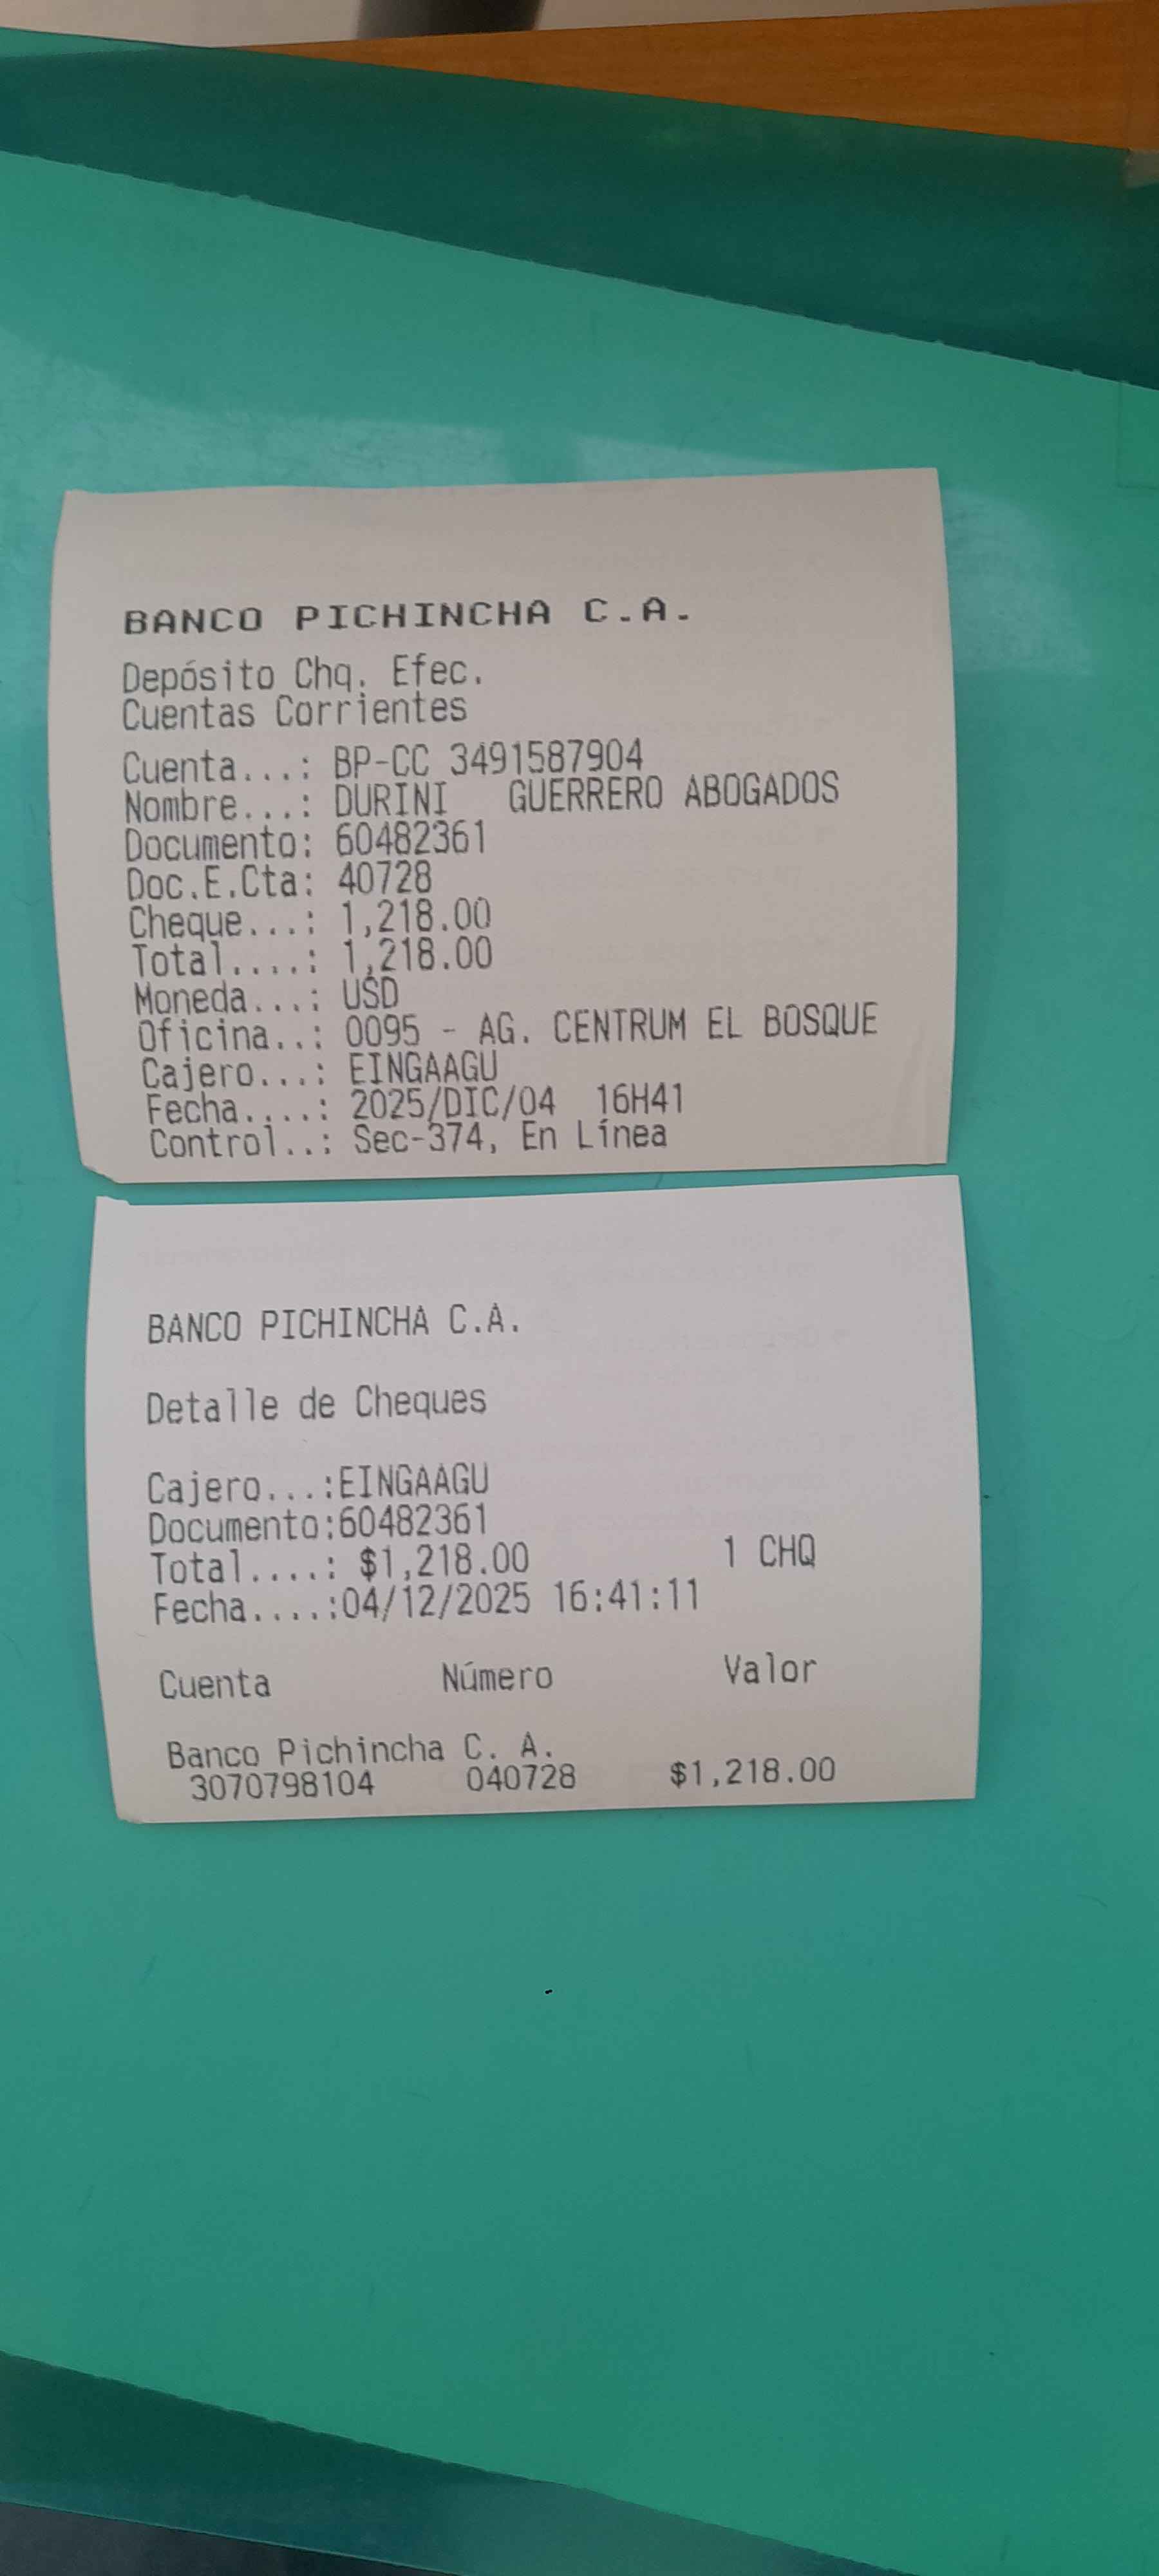 BANCO PICHINCHA C.A.
Depósito Chq. Efec.
Cuentas Corrientes
Cuenta...: BP-CC 3491587904
Nombre...: DURINI   GUERRERO ABOGADOS
Documento: 60482361
Doc.E.Cta: 40728
Cheque...: 1,218.00
Total....: 1,218.00
Moneda...: USD
Oficina..: 0095 - AG. CENTRUM EL BOSQUE
Cajero...: EINGAAGU
Fecha....: 2025/DIC/04  16H41
Control..: Sec-374, En Línea
BANCO PICHINCHA C.A.
Detalle de Cheques
Cajero...:EINGAAGU
Documento:60482361
Total....: $1,218.00          1 CHQ
Fecha....:04/12/2025 16:41:11
Cuenta          Número          Valor
Banco Pichincha C. A.
3070798104     040728     $1,218.00